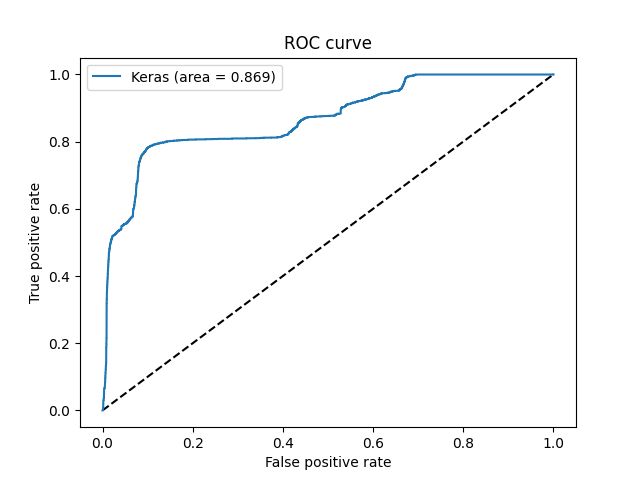 ROC curve
Keras (area = 0.869)
True positive rate
1.0
0.8
0.6
0.4
0.2
0.0
0.0 0.2 0.4 0.6 0.8 1.0
False positive rate